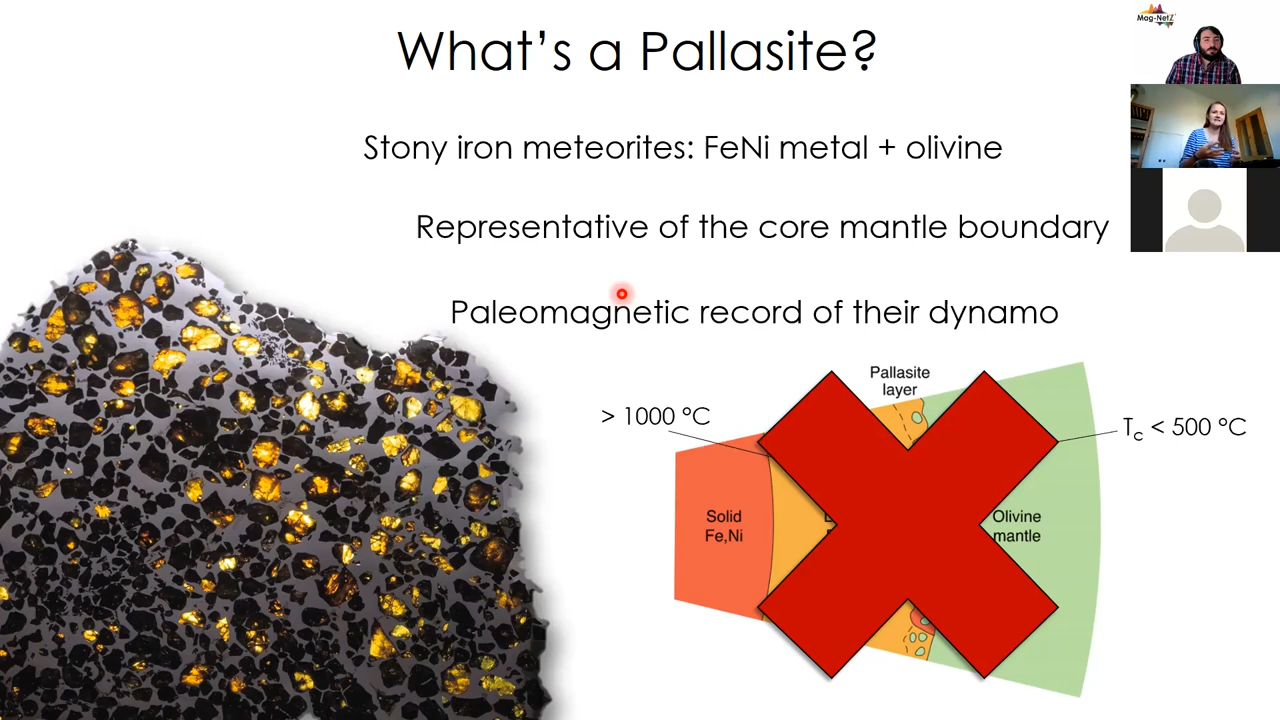 What's a Pallasite?
Mag-NetZ
Stony iron meteorites: FeNi metal + olivine
Representative of the core mantle boundary
Paleomagnetic record of their dynamo
Pallasite
layer
> 1000 °C
Tc < 500 °C
Solid
Fe,Ni
Olivine
mantle